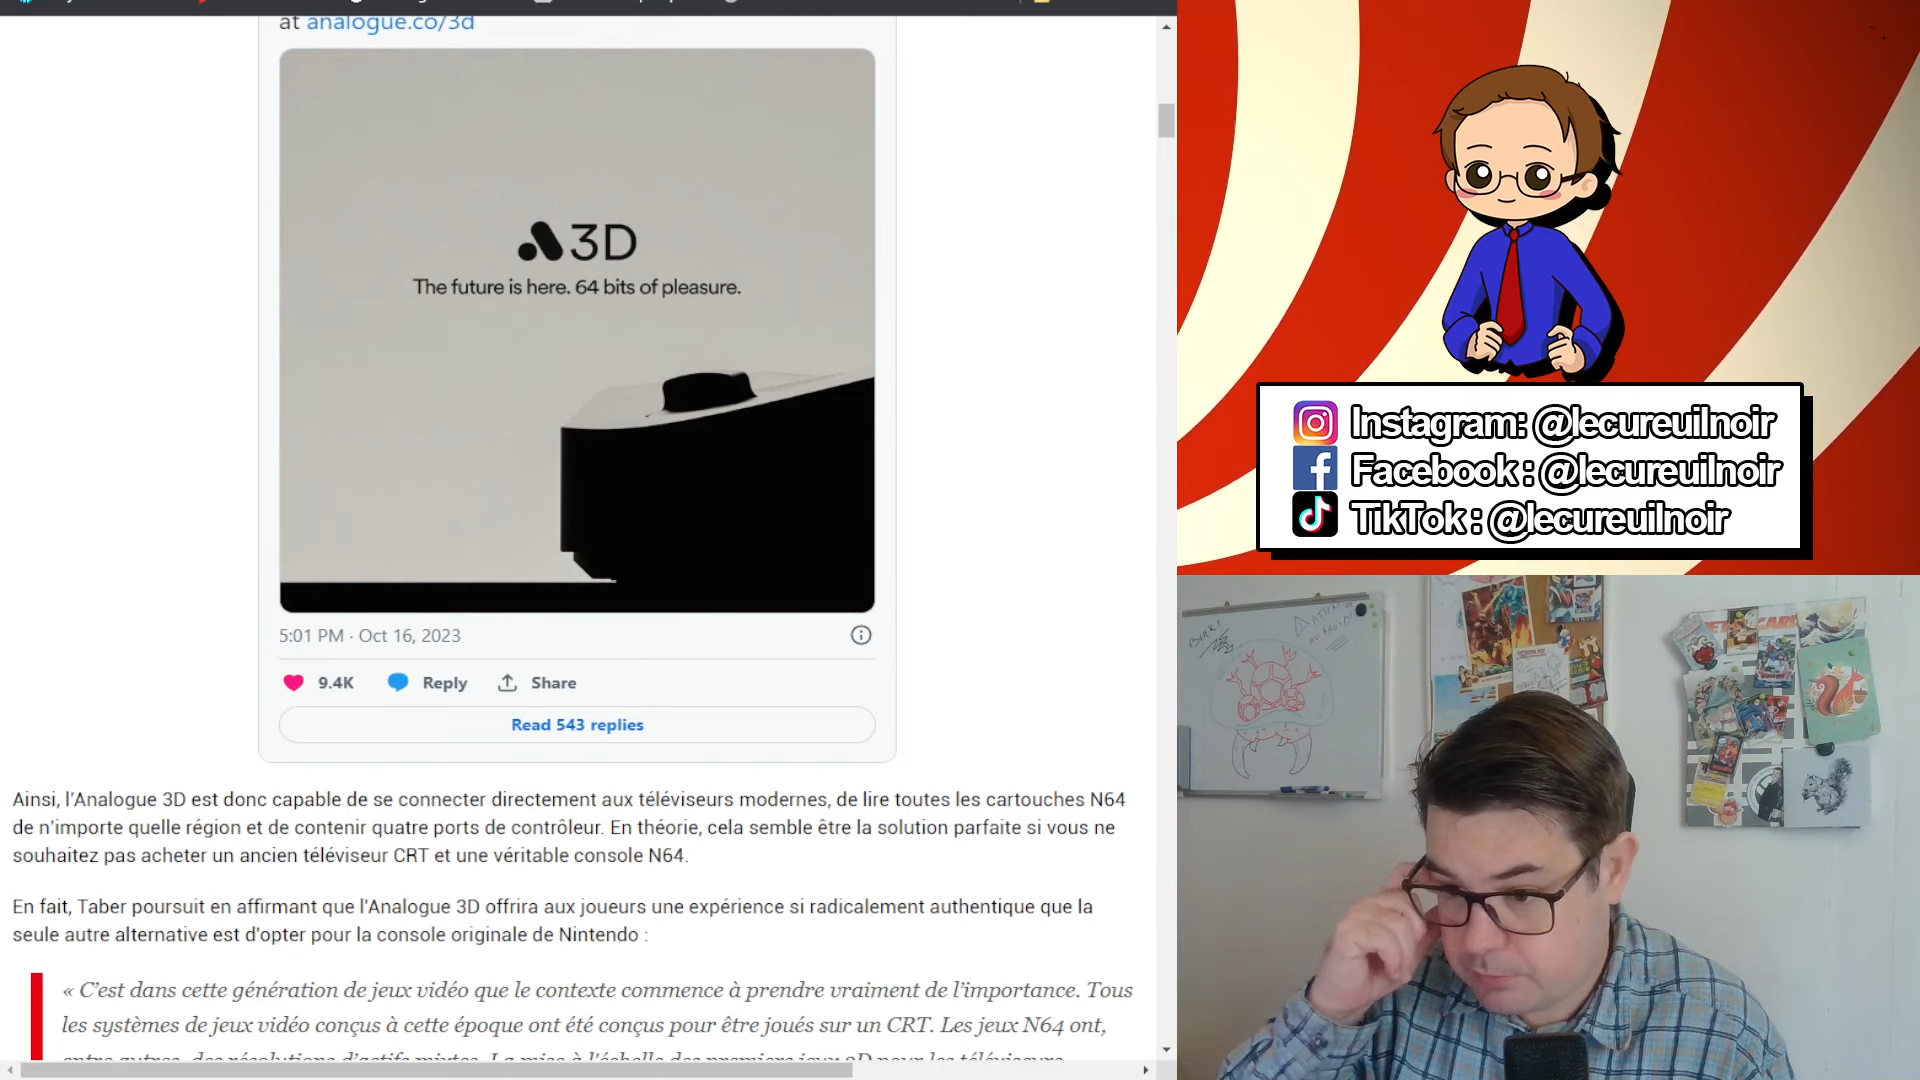 at analogue.co/3d
3D
The future is here. 64 bits of pleasure.
5:01 PM · Oct 16, 2023
9.4K Reply Share
Read 543 replies
Ainsi, l'Analogue 3D est donc capable de se connecter directement aux téléviseurs modernes, de lire toutes les cartouches N64
de n'importe quelle région et de contenir quatre ports de contrôleur. En théorie, cela semble être la solution parfaite si vous ne
souhaitez pas acheter un ancien téléviseur CRT et une véritable console N64.
En fait, Taber poursuit en affirmant que l'Analogue 3D offrira aux joueurs une expérience si radicalement authentique que la
seule autre alternative est d'opter pour la console originale de Nintendo :
« C'est dans cette génération de jeux vidéo que le contexte commence à prendre vraiment de l'importance. Tous
les systèmes de jeux vidéo conçus à cette époque ont été conçus pour être joués sur un CRT. Les jeux N64 ont,
Instagram: @lecureuilnoir
Facebook : @lecureuilnoir
TikTok : @lecureuilnoir